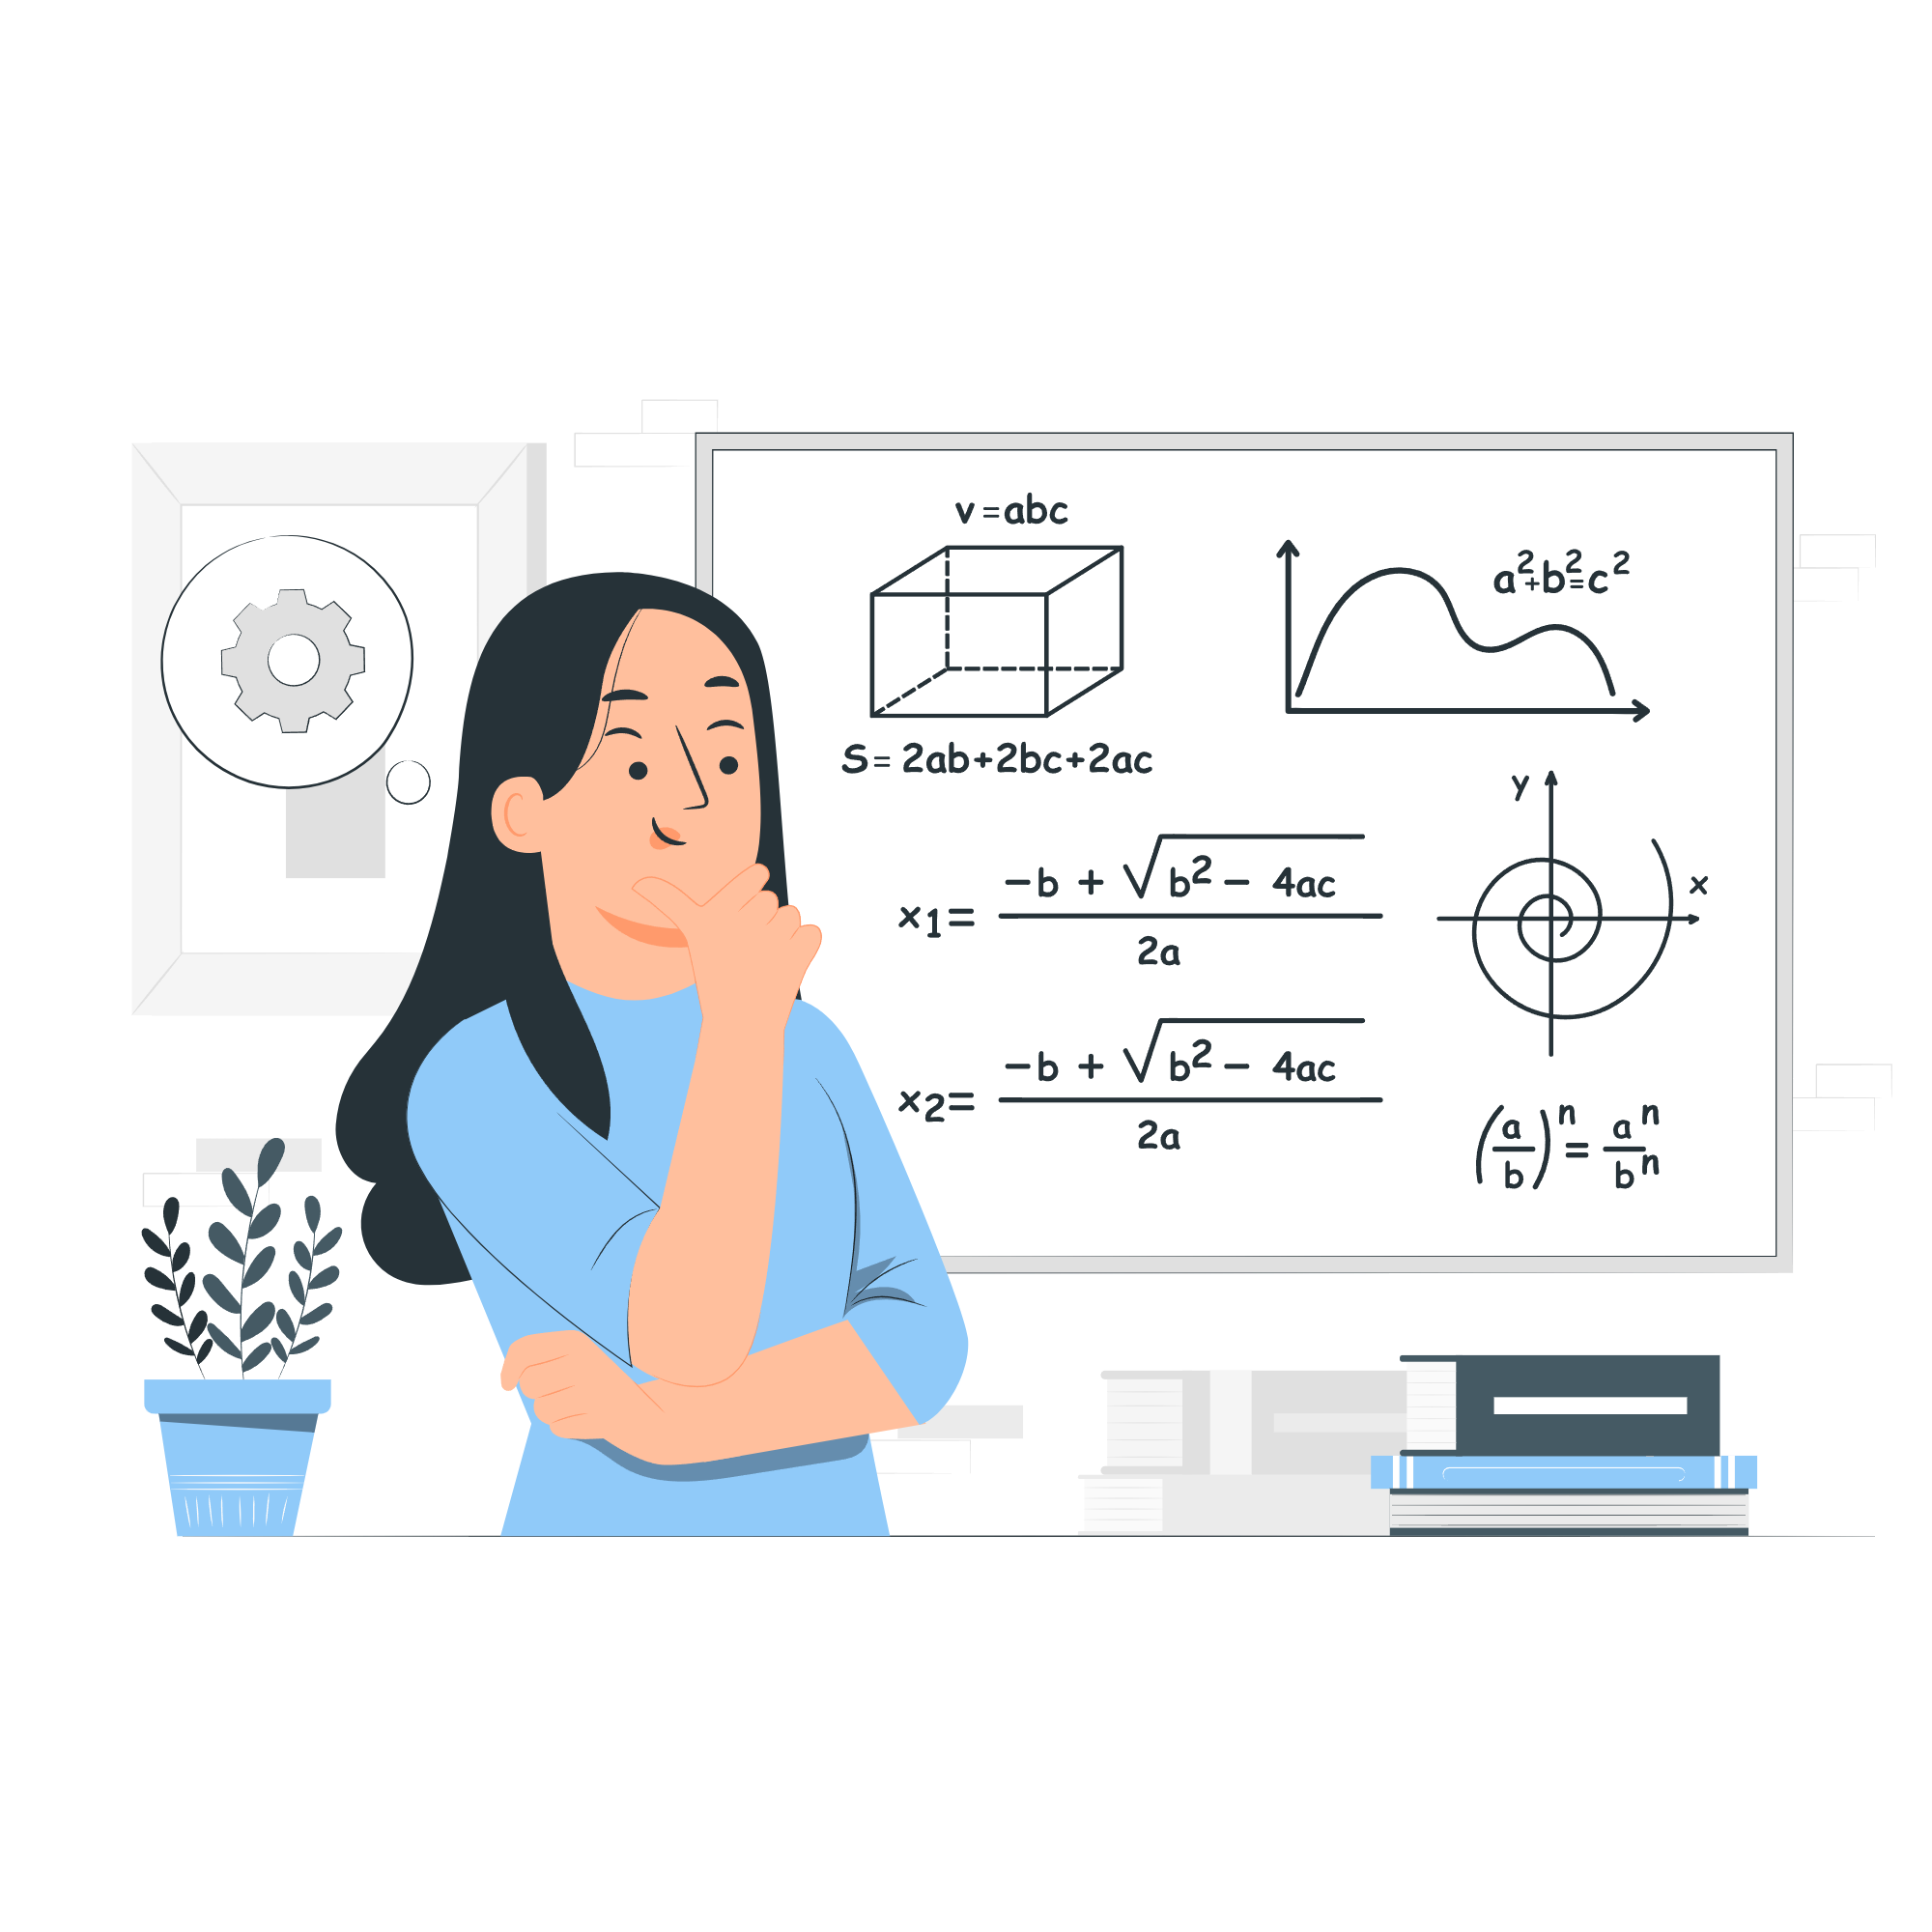 v = abc
S = 2ab+2bc+2ac
a²+b²=c²
x₁= (-b + √(b² - 4ac)) / 2a
y
x
x₂= (-b + √(b² - 4ac)) / 2a
(a/b)ⁿ = aⁿ/bⁿ